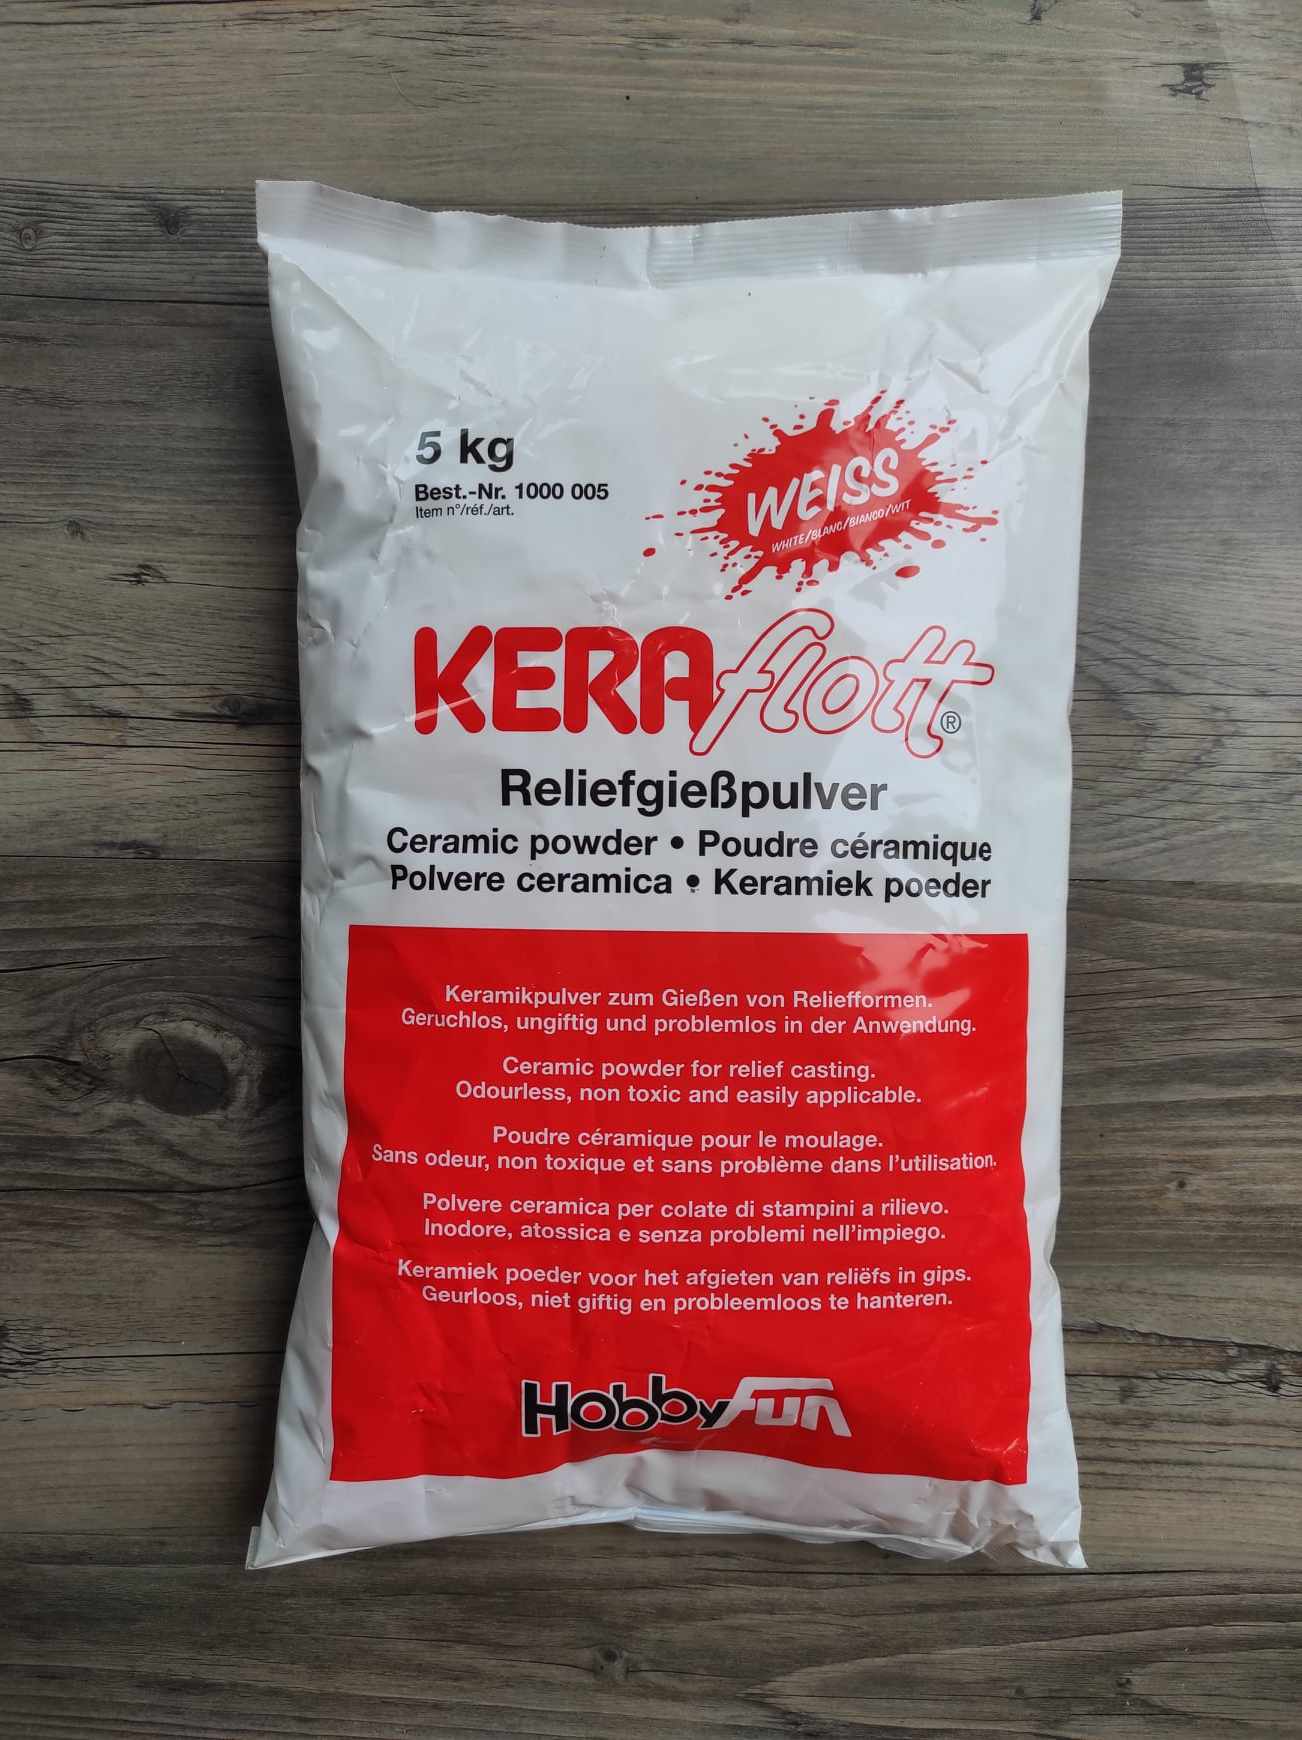 5 kg
Best.-Nr. 1000 005
Item n°/réf./art.
WEISS
WHITE/BLANC/BIANCO/WIT
KERAflott®
Reliefgießpulver
Ceramic powder • Poudre céramique
Polvere ceramica • Keramiek poeder
Keramikpulver zum Gießen von Reliefformen.
Geruchlos, ungiftig und problemlos in der Anwendung.
Ceramic powder for relief casting.
Odourless, non toxic and easily applicable.
Poudre céramique pour le moulage.
Sans odeur, non toxique et sans problème dans l'utilisation.
Polvere ceramica per colate di stampini a rilievo.
Inodore, atossica e senza problemi nell'impiego.
Keramiek poeder voor het afgieten van reliëfs in gips.
Geurloos, niet giftig en probleemloos te hanteren.
HobbyFun